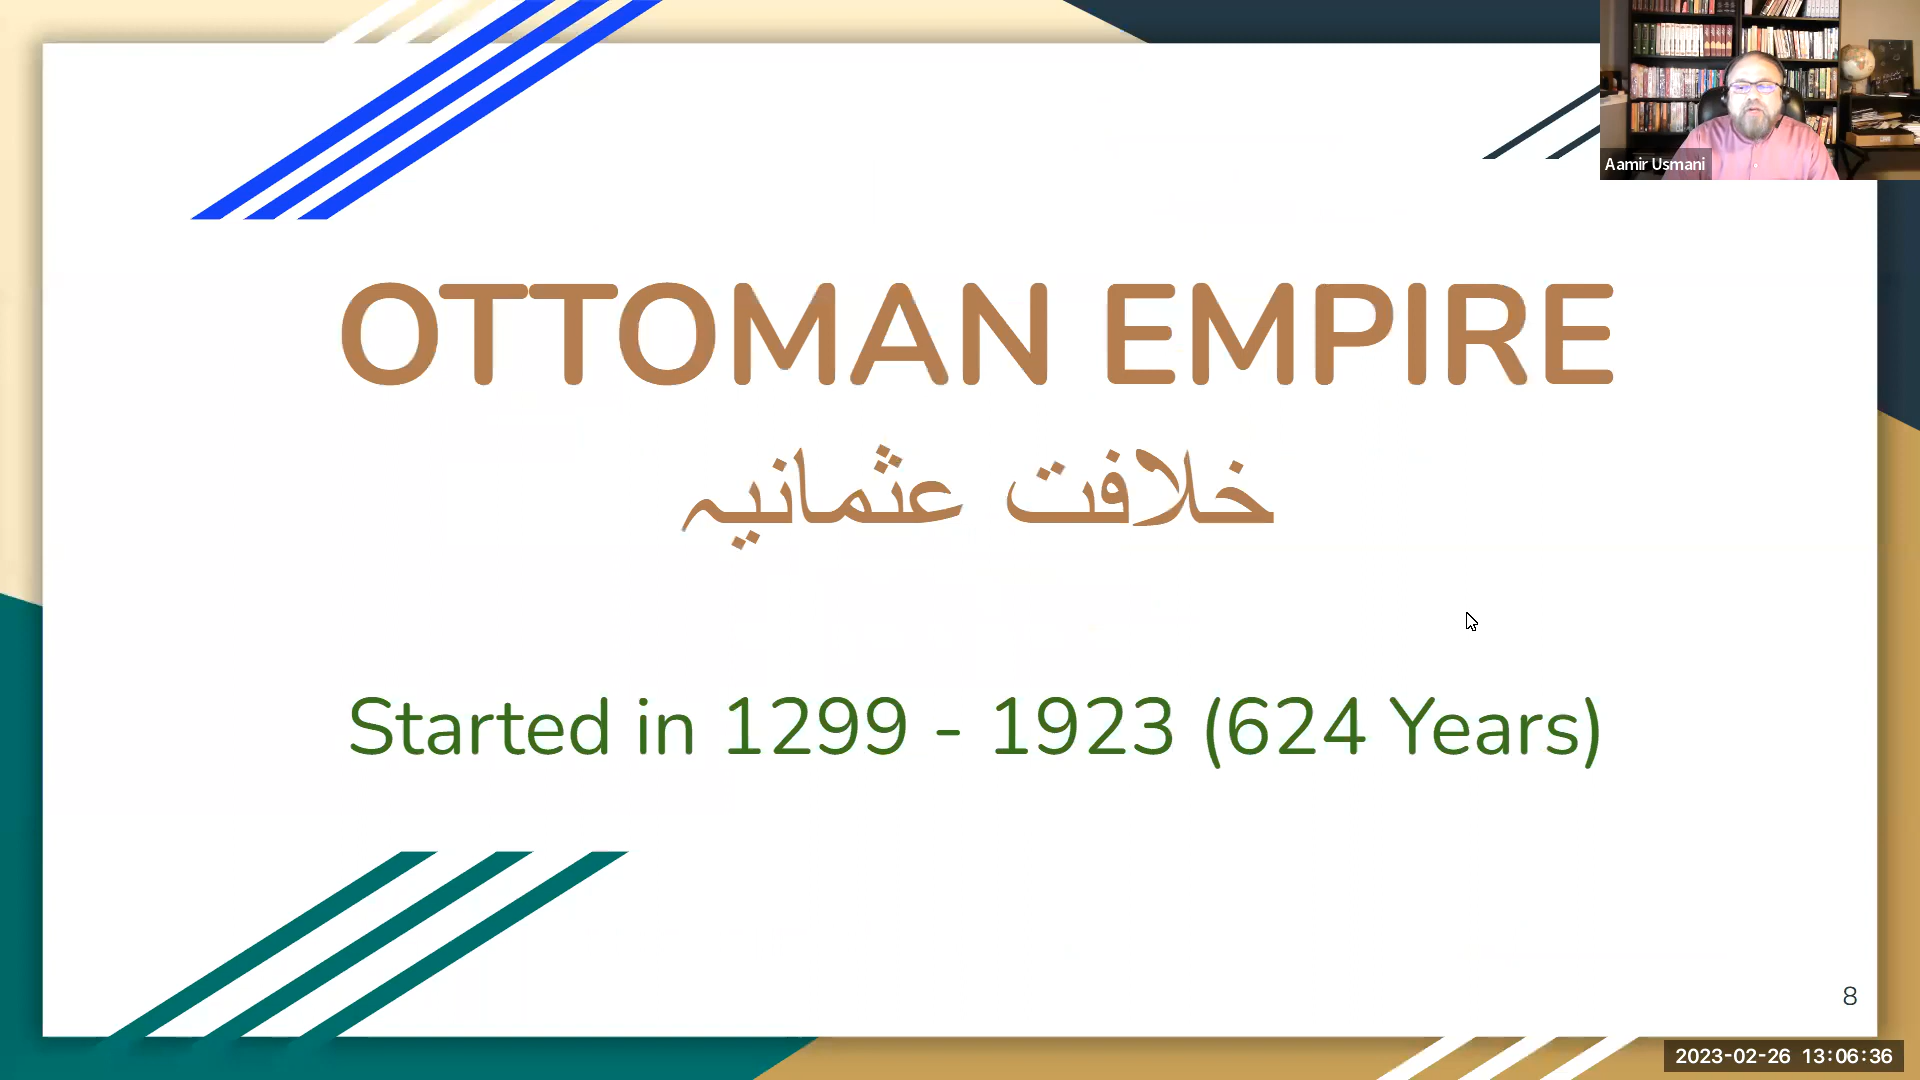 Aamir Usmani
OTTOMAN EMPIRE
خلافت عثمانیہ
Started in 1299 - 1923 (624 Years)
8
2023-02-26 13:06:36